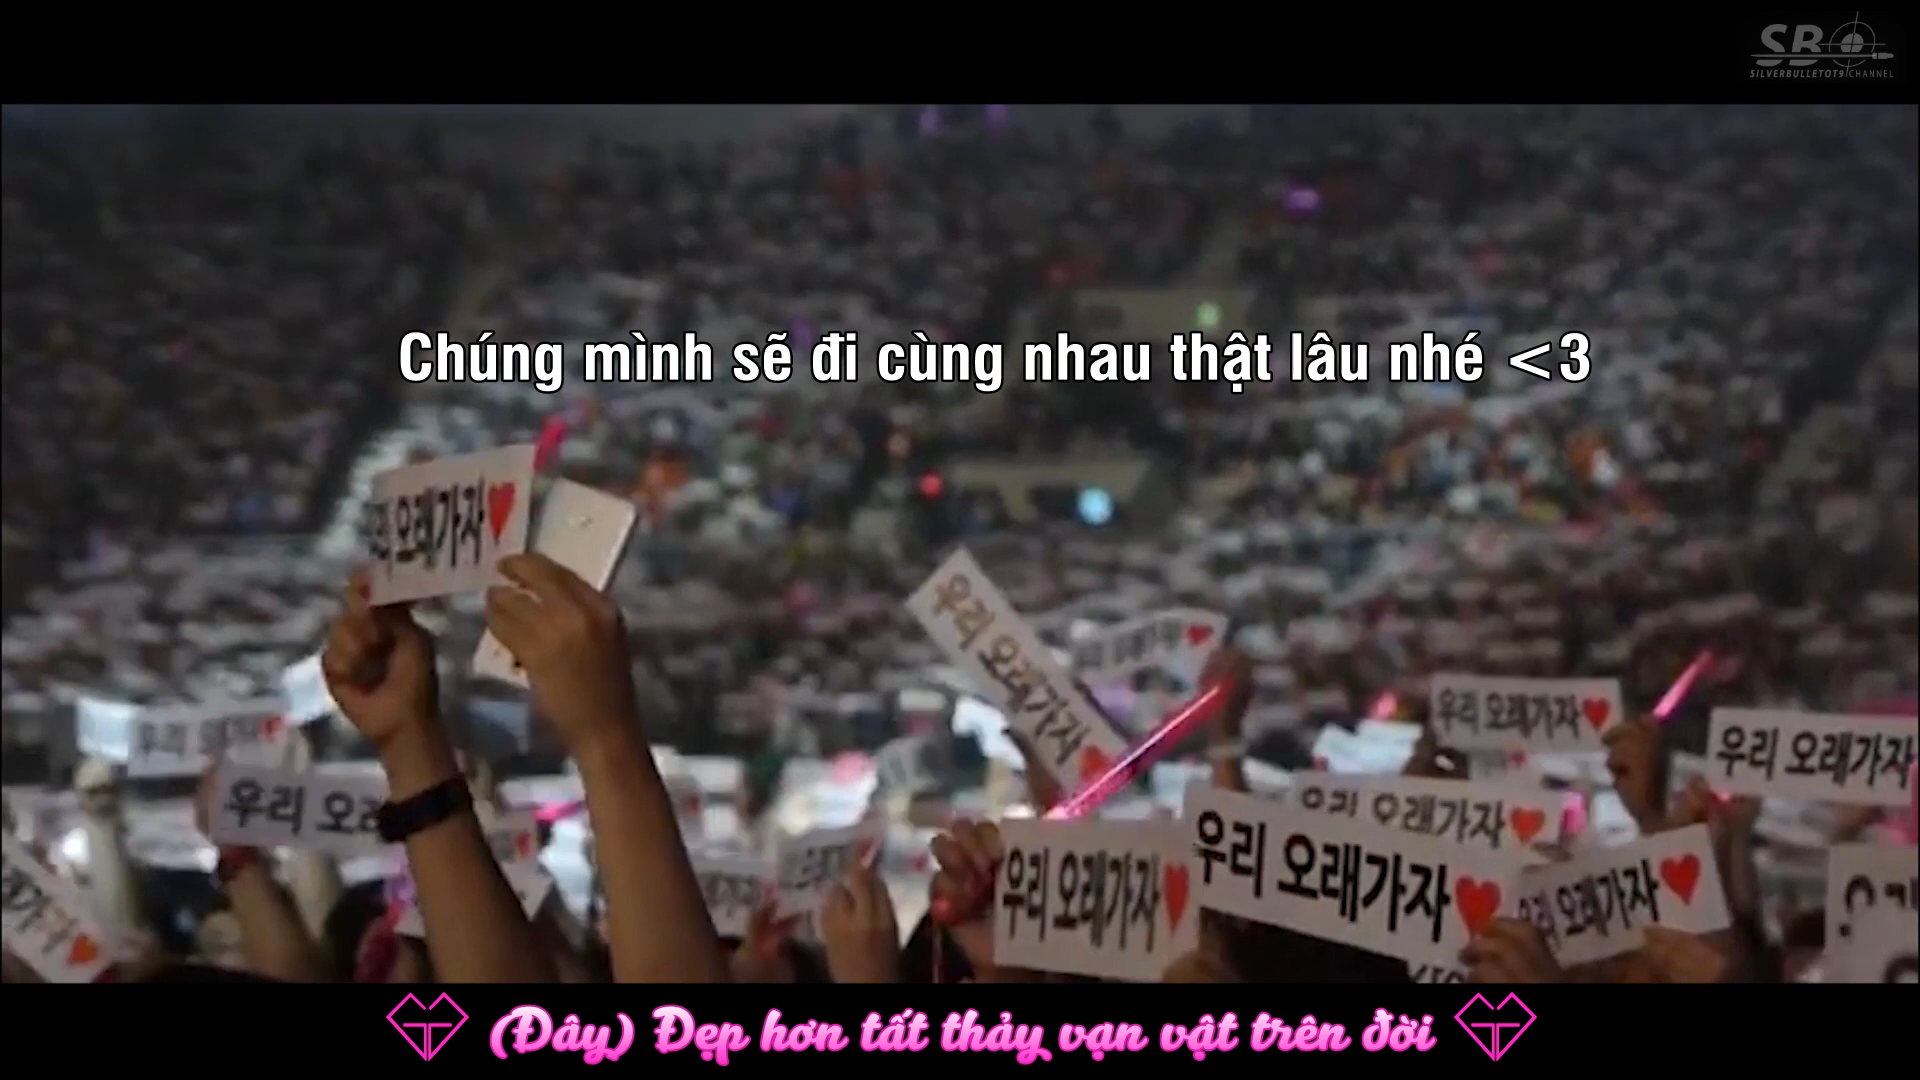 SB
SILVERBULLETOT9 CHANNEL
Chúng mình sẽ đi cùng nhau thật lâu nhé <3
오래가자
우리 오래가자
우리 오래가자
우리 오래가자
우리
우리 오래가자
우리 오래가자
우리 오래가자
우리 오래가자
(Đây) Đẹp hơn tất thảy vạn vật trên đời